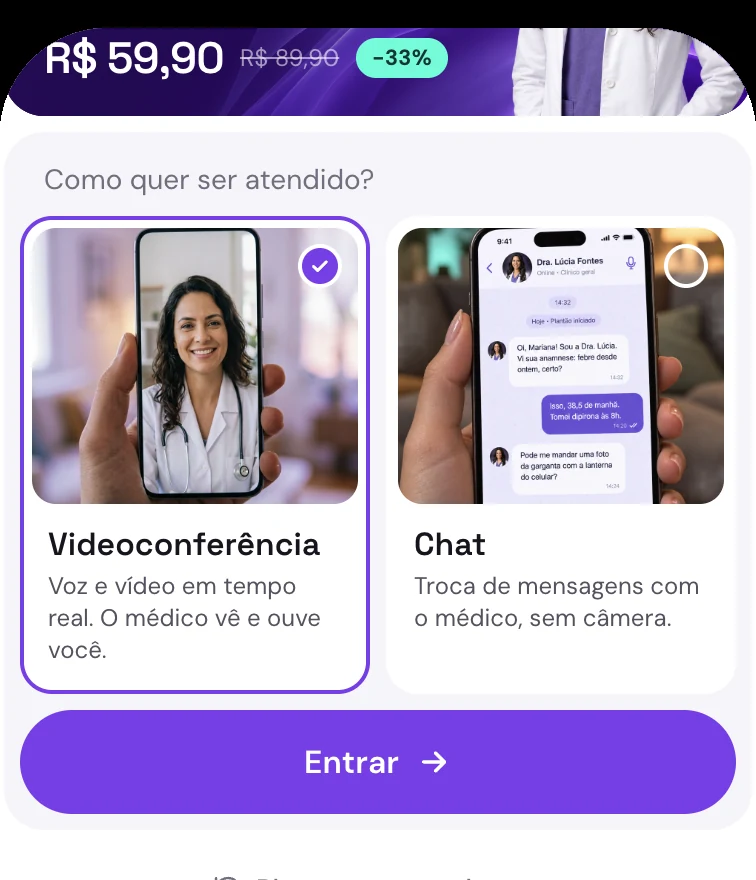 R$ 59,90 R$ 89,90 -33%
Como quer ser atendido?
9:41
Dra. Lúcia Fontes
Online • Clínico geral
14:32
Hoje • Plantão iniciado
Oi, Mariana! Sou a Dra. Lúcia.
Vi sua anamnese: febre desde
ontem, certo?
14:32
Isso, 38,5 de manhã.
Tomei dipirona às 8h.
14:33
Pode me mandar uma foto
da garganta com a lanterna
do celular?
14:34
Videoconferência
Voz e vídeo em tempo
real. O médico vê e ouve
você.
Chat
Troca de mensagens com
o médico, sem câmera.
Entrar